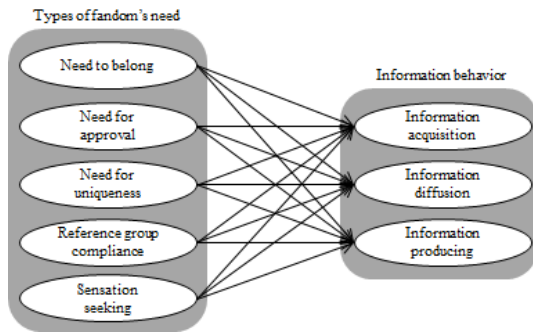 Types of fandom's need
Need to belong
Need for
approval
Need for
uniqueness
Reference group
compliance
Sensation
seeking
Information behavior
Information
acquisition
Information
diffusion
Information
producing